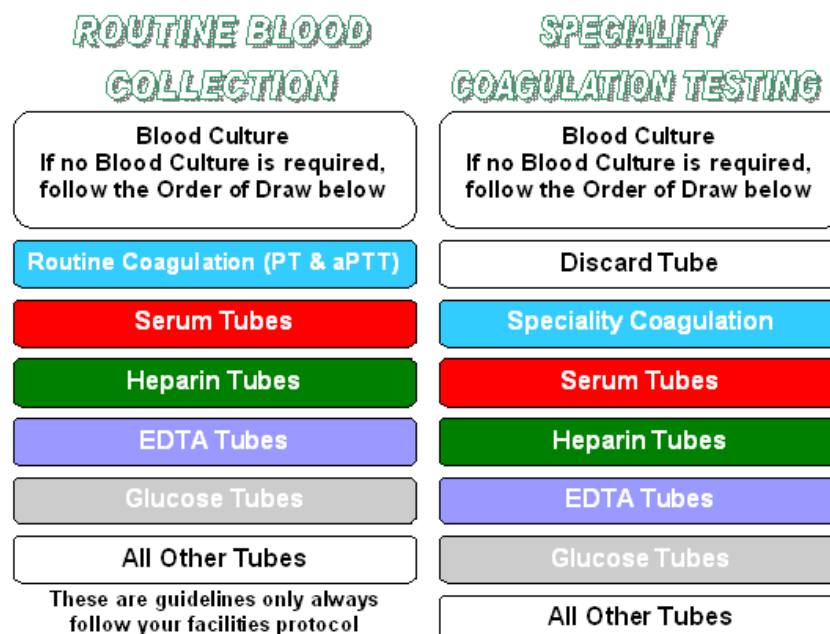 ROUTINE BLOOD
COLLECTION
Blood Culture
If no Blood Culture is required,
follow the Order of Draw below
Routine Coagulation (PT & aPTT)
Serum Tubes
Heparin Tubes
EDTA Tubes
Glucose Tubes
All Other Tubes
These are guidelines only always
follow your facilities protocol
SPECIALITY
COAGULATION TESTING
Blood Culture
If no Blood Culture is required,
follow the Order of Draw below
Discard Tube
Speciality Coagulation
Serum Tubes
Heparin Tubes
EDTA Tubes
Glucose Tubes
All Other Tubes